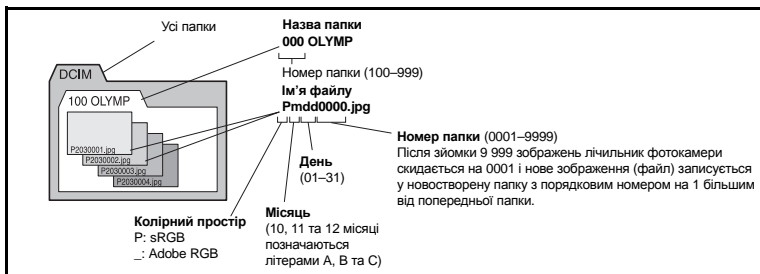 Усі папки
Назва папки
000 OLYMP
Номер папки (100–999)
DCIM
100 OLYMP
P2030001.jpg
P2030002.jpg
P2030003.jpg
P2030004.jpg
Ім’я файлу
Pmdd0000.jpg
Номер папки (0001–9999)
Після зйомки 9 999 зображень лічильник фотокамери
скидається на 0001 і нове зображення (файл) записується
у новостворену папку з порядковим номером на 1 більшим
від попередньої папки.
День
(01–31)
Місяць
(10, 11 та 12 місяці
позначаються
літерами A, B та C)
Колірний простір
P: sRGB
_: Adobe RGB